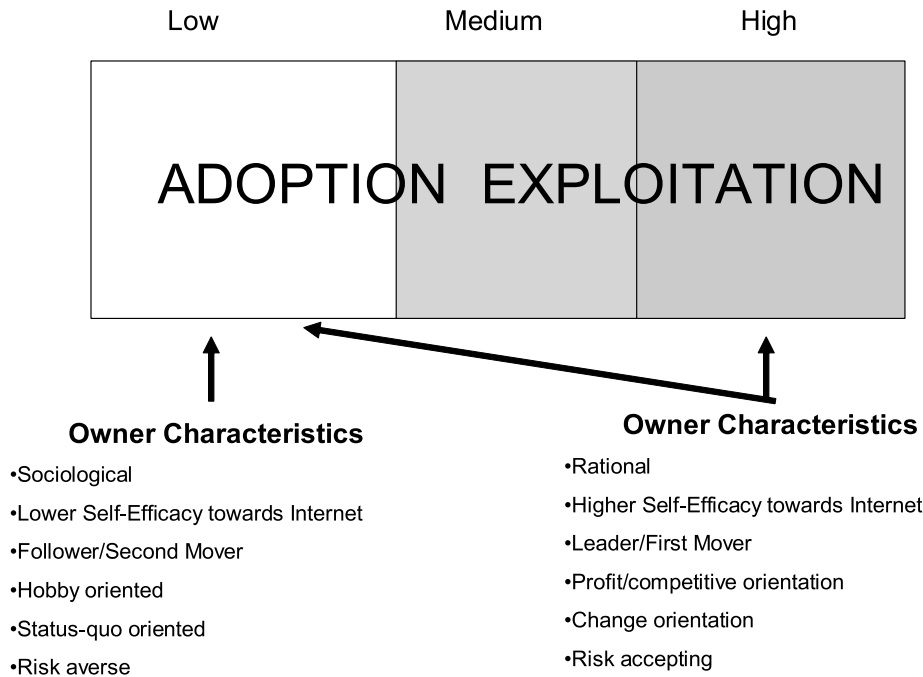 Low Medium High
ADOPTION EXPLOITATION
Owner Characteristics
•Sociological
•Lower Self-Efficacy towards Internet
•Follower/Second Mover
•Hobby oriented
•Status-quo oriented
•Risk averse
Owner Characteristics
•Rational
•Higher Self-Efficacy towards Internet
•Leader/First Mover
•Profit/competitive orientation
•Change orientation
•Risk accepting